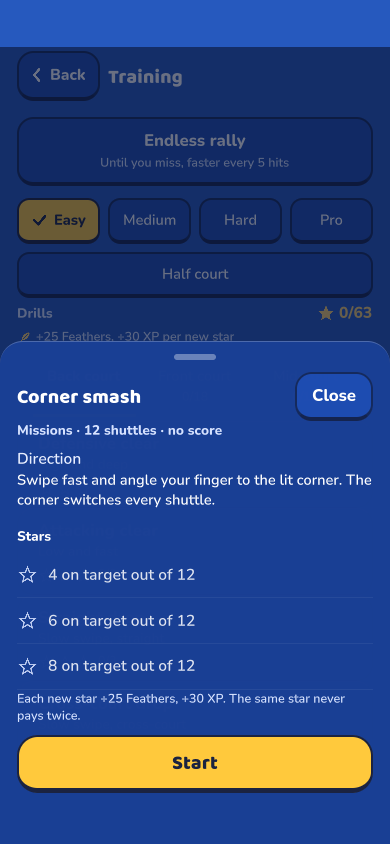 Back
Training
Endless rally
Until you miss, faster every 5 hits
Easy
Medium
Hard
Pro
Half court
Drills
0/63
+25 Feathers, +30 XP per new star
Corner smash
Close
Missions · 12 shuttles · no score
Direction
Swipe fast and angle your finger to the lit corner. The
corner switches every shuttle.
Stars
4 on target out of 12
6 on target out of 12
8 on target out of 12
Each new star +25 Feathers, +30 XP. The same star never
pays twice.
Start